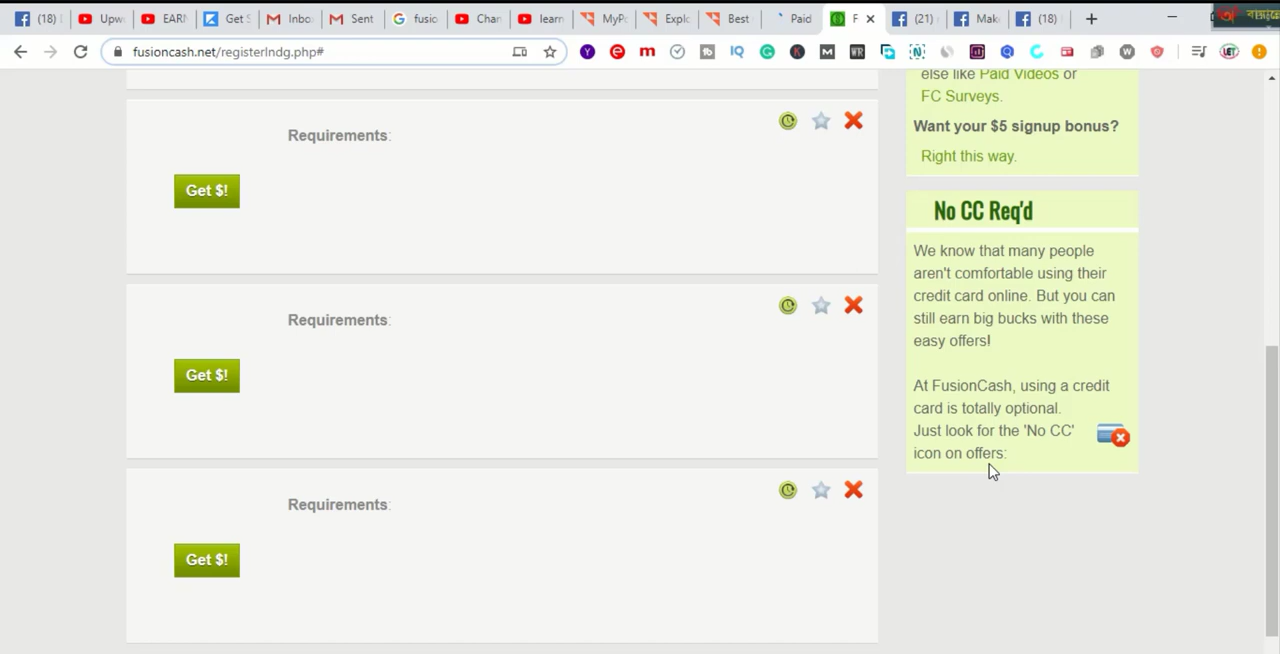 (18)
Upw
EARN
Get S
Inbo
Sent
fusio
Chan
learn
MyPo
Explo
Best
Paid
F
(21)
Make
(18)
fusioncash.net/registerIndg.php#
else like Paid Videos or
FC Surveys.
Want your $5 signup bonus?
Right this way.
No CC Req'd
We know that many people
aren't comfortable using their
credit card online. But you can
still earn big bucks with these
easy offers!
At FusionCash, using a credit
card is totally optional.
Just look for the 'No CC'
icon on offers:
Requirements:
Get $!
Requirements:
Get $!
Requirements:
Get $!